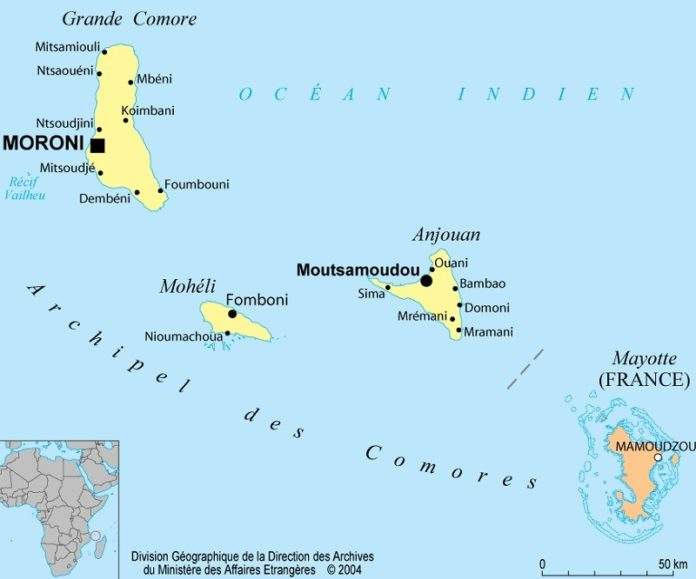 Grande Comore
Mitsamiouli
Ntsaouéni
Mbéni
Koimbani
Ntsoudjini
MORONI
Mitsoudjé
Foumbouni
Dembéni
Récif
Vailheu
OCÉAN INDIEN
Anjouan
Ouani
Moutsamoudou
Bambao
Sima
Domoni
Mrémani
Mramani
Mohéli
Fomboni
Nioumachoua
Archipel des Comores
Mayotte
(FRANCE)
MAMOUDZOU
Division Géographique de la Direction des Archives
du Ministère des Affaires Etrangères © 2004
0 50 km